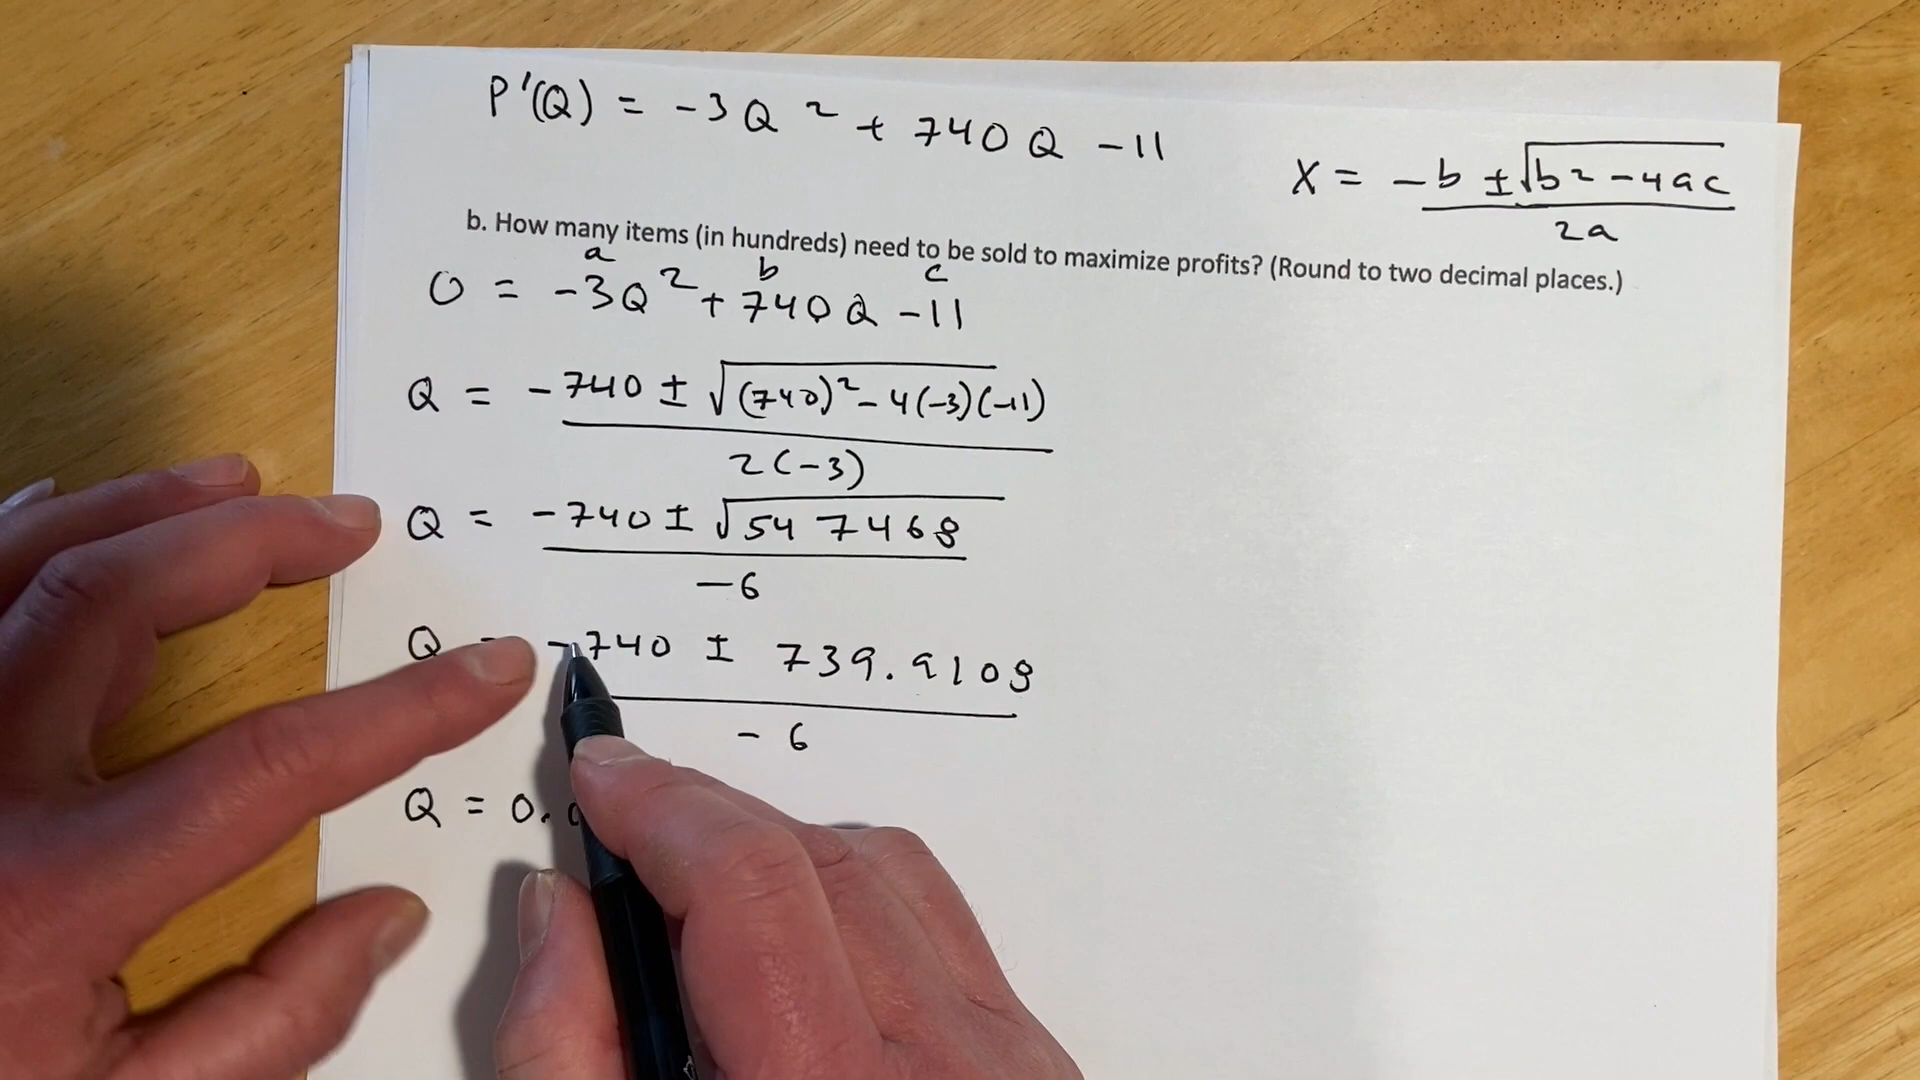 P'(Q) = -3Q² + 740Q - 11
X = -b ± √b² - 4ac
2a
b. How many items (in hundreds) need to be sold to maximize profits? (Round to two decimal places.)
a b c
0 = -3Q² + 740Q - 11
Q = -740 ± √(740)² - 4(-3)(-11)
2(-3)
Q = -740 ± √547468
-6
Q = -740 ± 739.9108
-6
Q = 0.